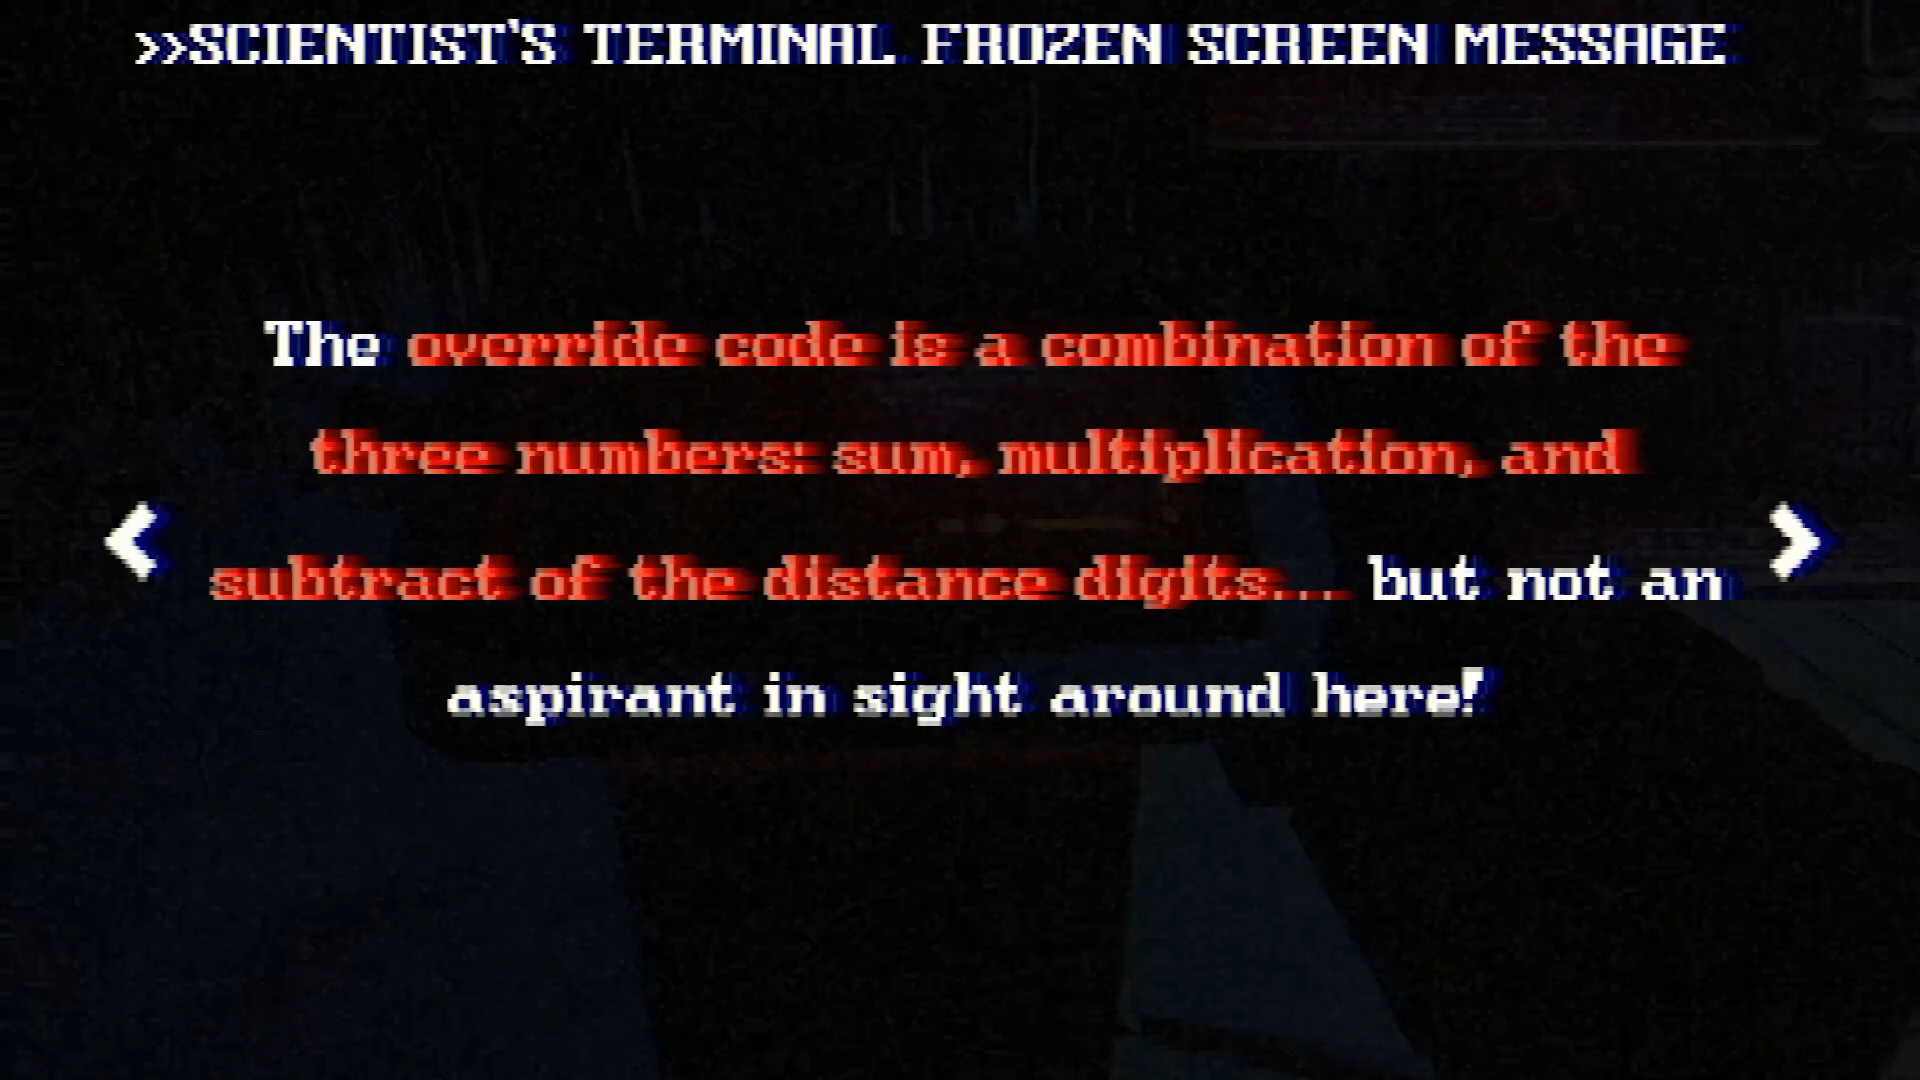 >>SCIENTIST'S TERMINAL FROZEN SCREEN MESSAGE
The override code is a combination of the
three numbers: sum, multiplication, and
subtract of the distance digits... but not an
aspirant in sight around here!